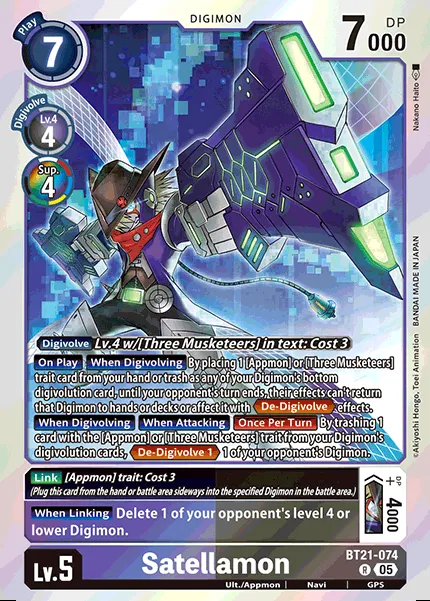 DIGIMON
Play
7
7000
DP
Nakano Haito
Digivolve
Lv.4
4
Sup.
4
©Akiyoshi Hongo, Toei Animation BANDAI MADE IN JAPAN
Digivolve Lv.4 w/[Three Musketeers] in text: Cost 3
On Play When Digivolving By placing 1 [Appmon] or [Three Musketeers]
trait card from your hand or trash as any of your Digimon's bottom
digivolution card, until your opponent's turn ends, their effects can't return
that Digimon to hands or decks or affect it with De-Digivolve effects.
When Digivolving When Attacking Once Per Turn By trashing 1
card with the [Appmon] or [Three Musketeers] trait from your Digimon's
digivolution cards, De-Digivolve 1 1 of your opponent's Digimon.
Link [Appmon] trait: Cost 3
(Plug this card from the hand or battle area sideways into the specified Digimon in the battle area.)
When Linking Delete 1 of your opponent's level 4 or
lower Digimon.
DP
+4000
Lv.5
Satellamon
BT21-074
R 05
Ult./Appmon Navi GPS